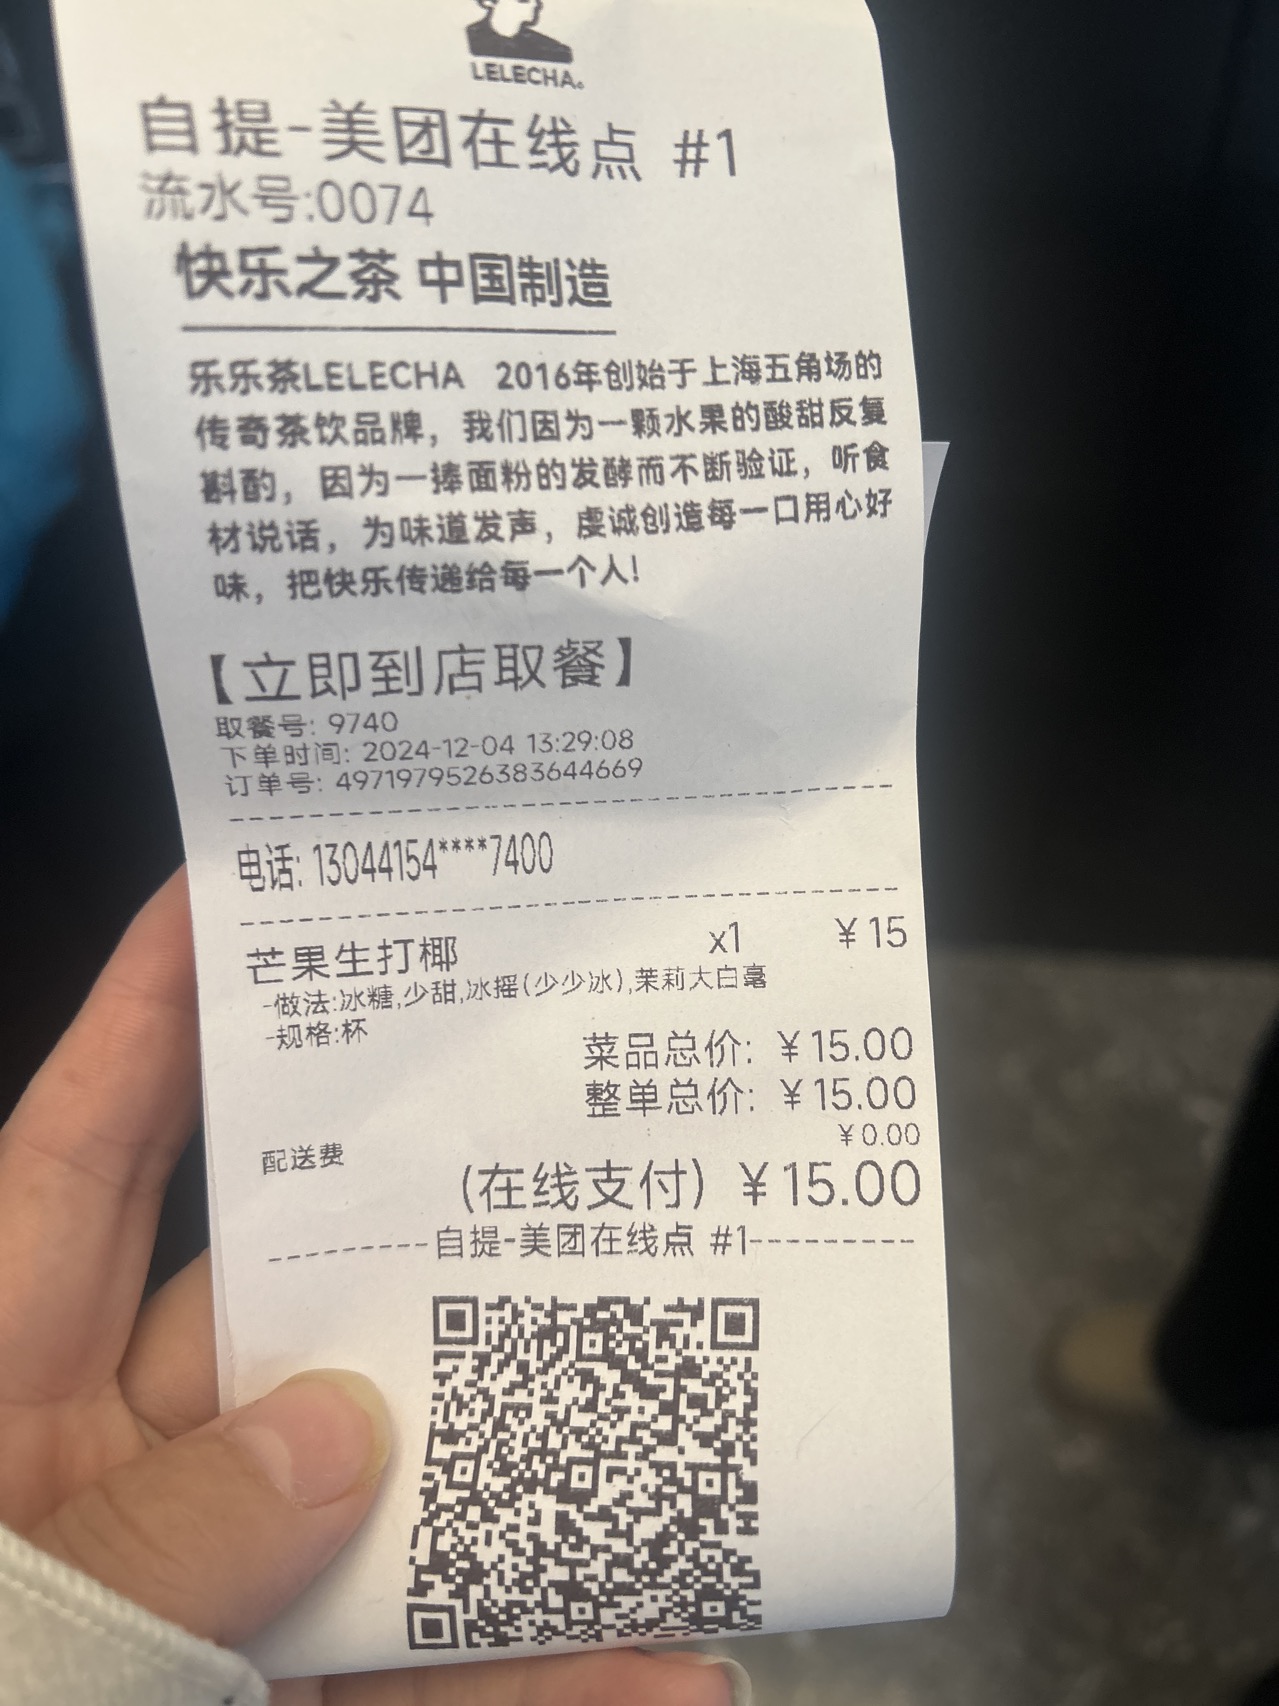 LELECHA
自提-美团在线点 #1
流水号:0074
快乐之茶 中国制造
乐乐茶LELECHA 2016年创始于上海五角场的
传奇茶饮品牌，我们因为一颗水果的酸甜反复
斟酌，因为一捧面粉的发酵而不断验证，听食
材说话，为味道发声，虔诚创造每一口用心好
味，把快乐传递给每一个人!
【立即到店取餐】
取餐号: 9740
下单时间: 2024-12-04 13:29:08
订单号: 4971979526383644669
电话: 13044154****7400
芒果生打椰 x1 ¥15
-做法:冰糖,少甜,冰摇(少少冰),茉莉大白毫
-规格:杯
菜品总价: ¥15.00
整单总价: ¥15.00
配送费 ¥0.00
(在线支付) ¥15.00
---------自提-美团在线点 #1---------